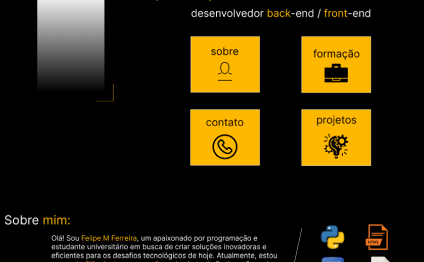 desenvolvedor back-end / front-end
sobre
formação
contato
projetos
Sobre mim:
Olá! Sou Felipe M Ferreira, um apaixonado por programação e
estudante universitário em busca de criar soluções inovadoras e
eficientes para os desafios tecnológicos de hoje. Atualmente, estou
HTML